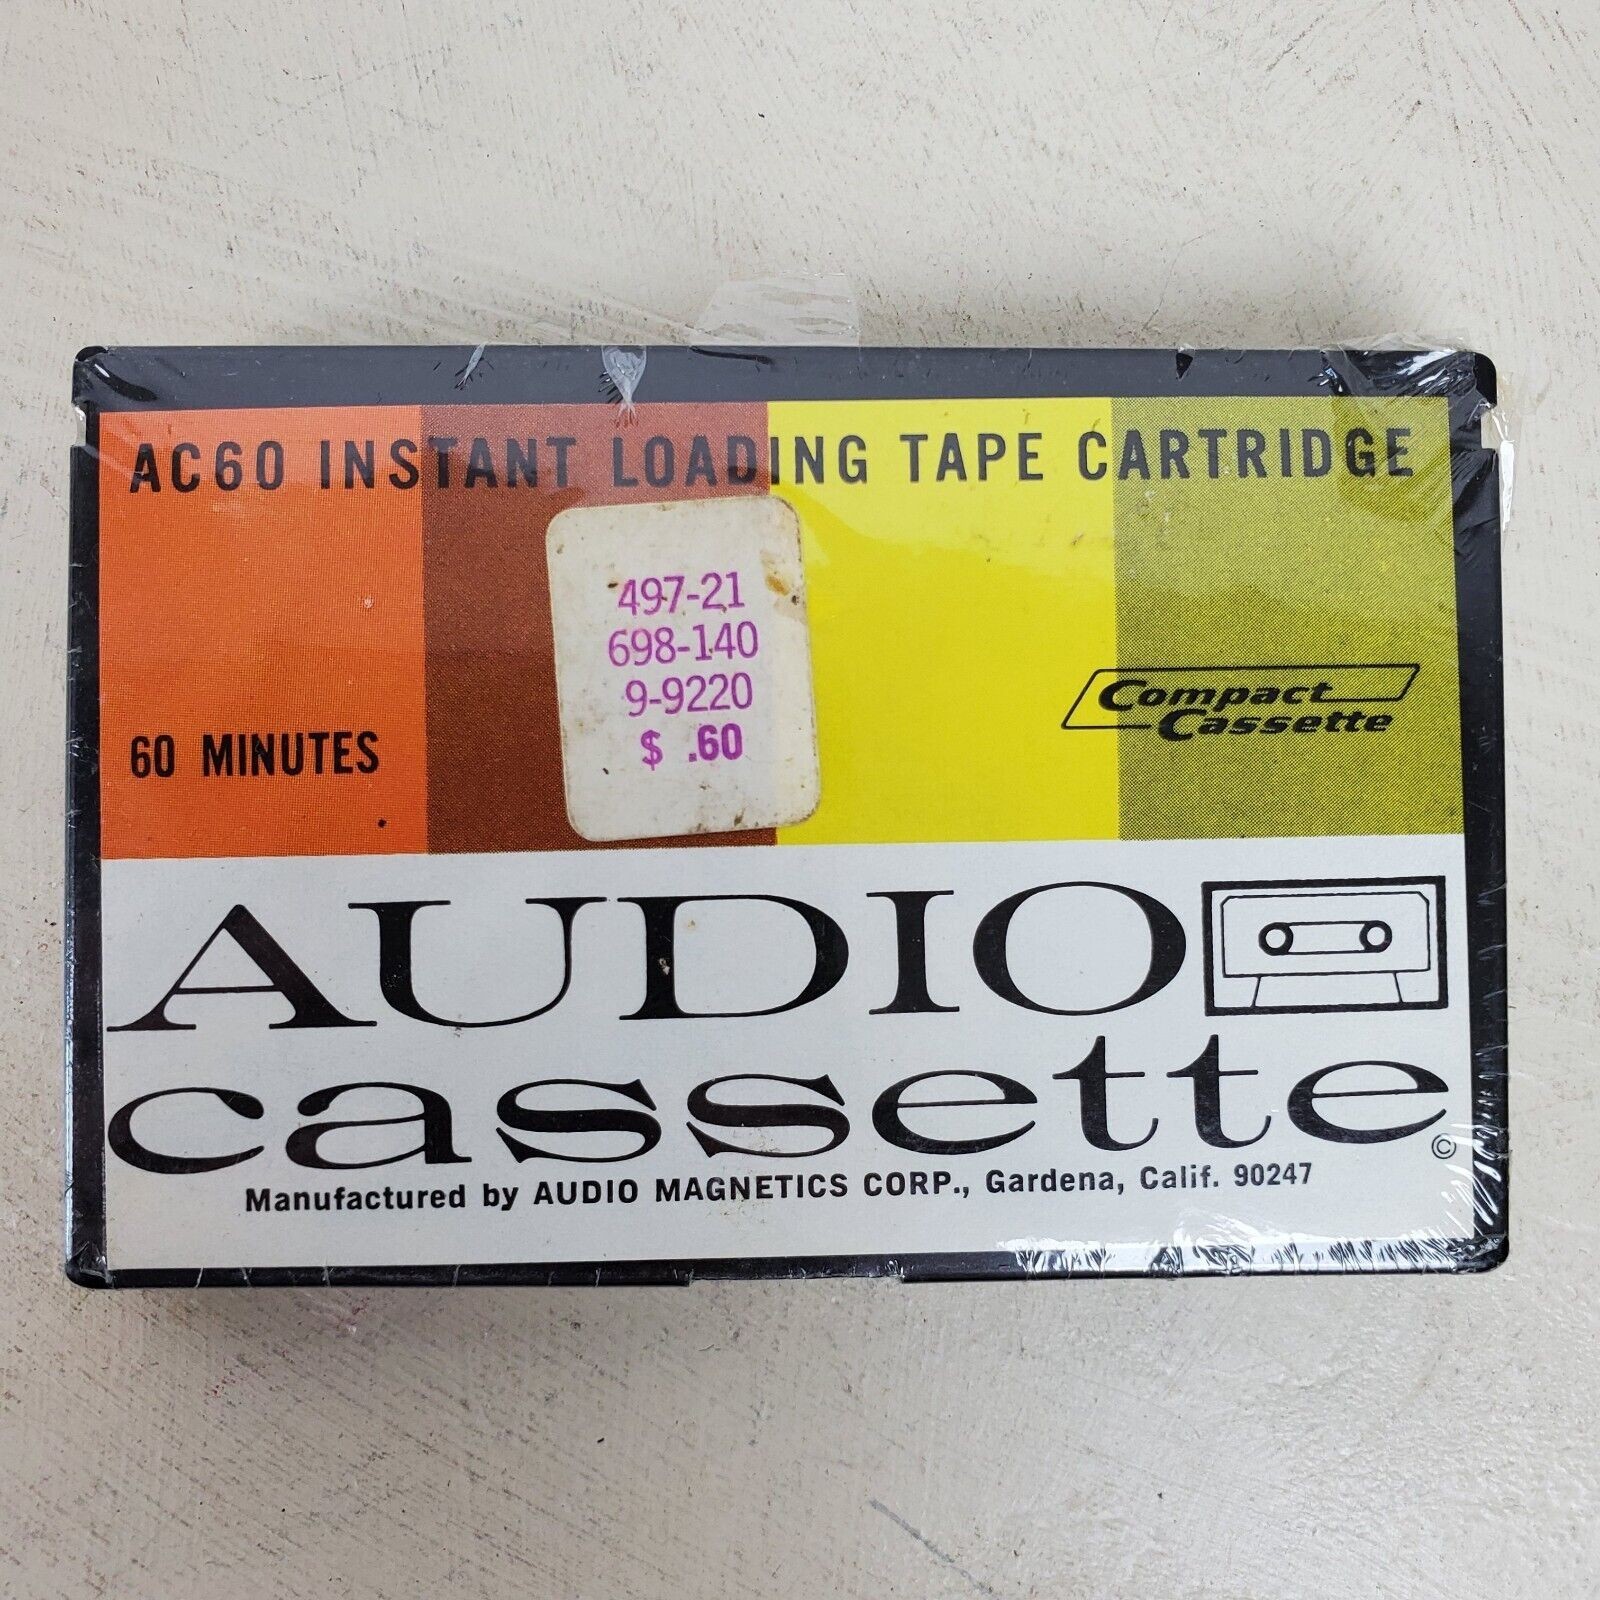 AC60 INSTANT LOADING TAPE CARTRIDGE
497-21
698-140
9-9220
$ .60
60 MINUTES
Compact
Cassette
AUDIO
cassette ©
Manufactured by AUDIO MAGNETICS CORP., Gardena, Calif. 90247